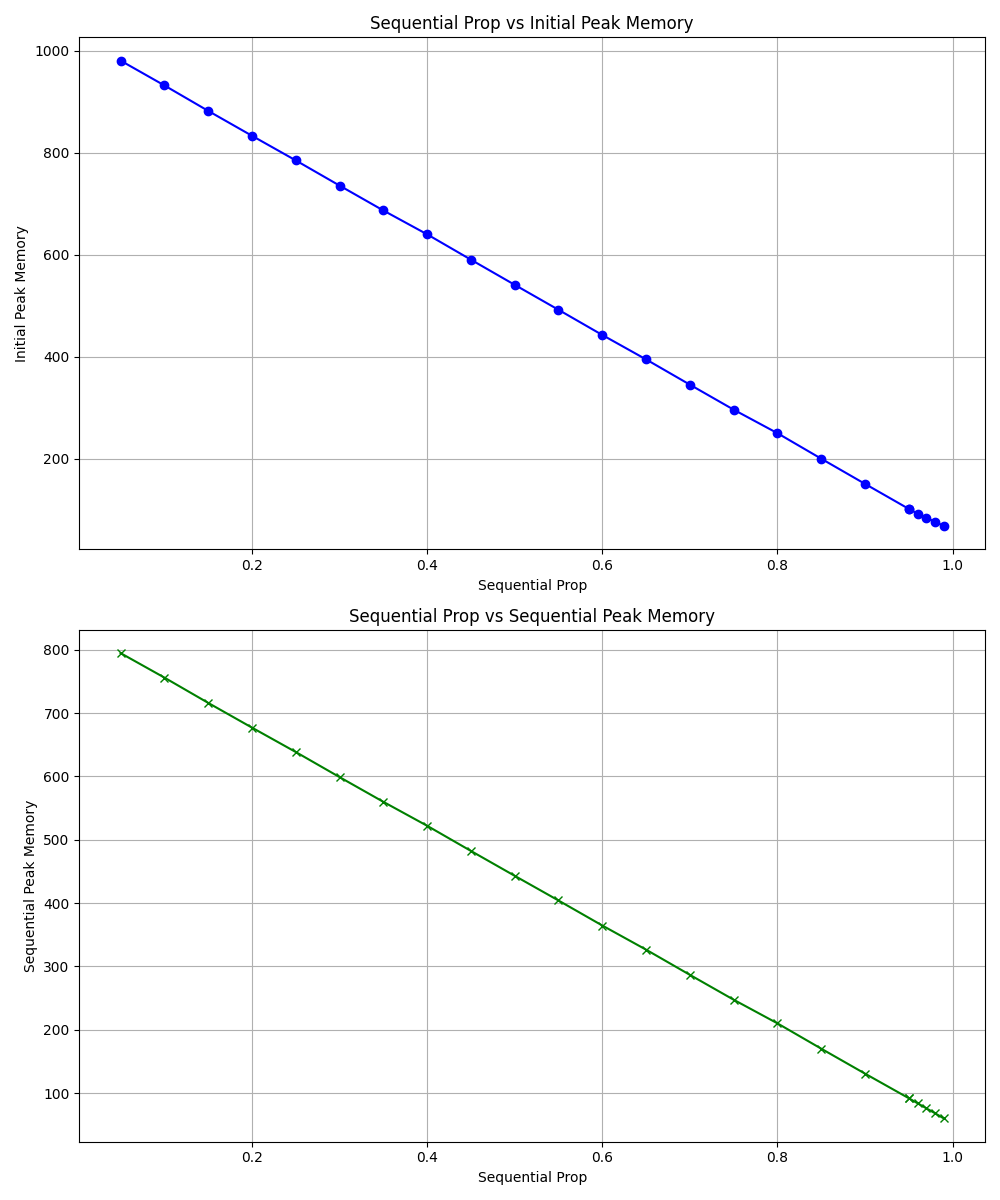 Sequential Prop vs Initial Peak Memory
1000
800
600
400
200
Initial Peak Memory
0.2 0.4 0.6 0.8 1.0
Sequential Prop
Sequential Prop vs Sequential Peak Memory
800
700
600
500
400
300
200
100
Sequential Peak Memory
0.2 0.4 0.6 0.8 1.0
Sequential Prop